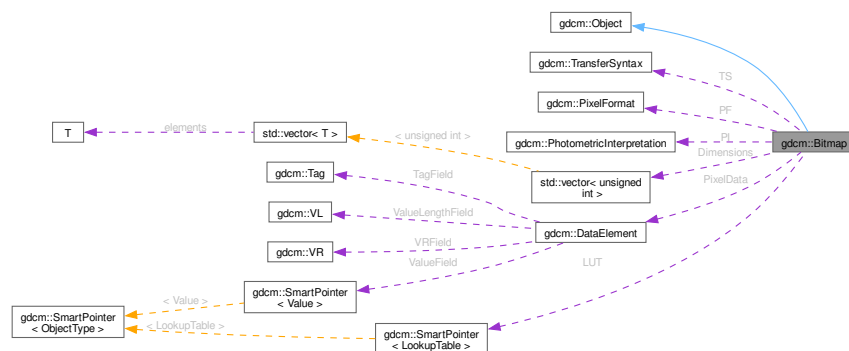 gdcm::Object
gdcm::TransferSyntax
TS
gdcm::PixelFormat
PF
T
elements
std::vector< T >
< unsigned int >
gdcm::PhotometricInterpretation
PI
gdcm::Bitmap
Dimensions
gdcm::Tag
TagField
std::vector< unsigned
int >
PixelData
gdcm::VL
ValueLengthField
gdcm::DataElement
gdcm::VR
VRField
ValueField
LUT
gdcm::SmartPointer
< Value >
< Value >
gdcm::SmartPointer
< ObjectType >
< LookupTable >
gdcm::SmartPointer
< LookupTable >